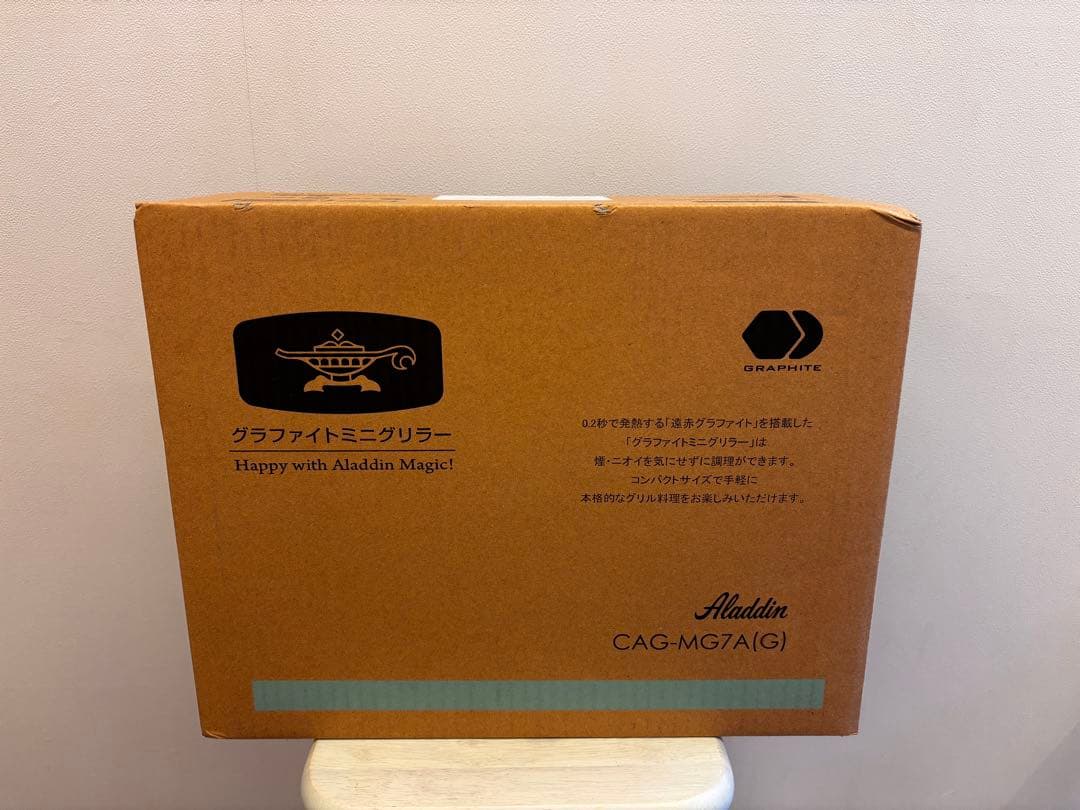 グラファイトミニグリラー
Happy with Aladdin Magic!
GRAPHITE
0.2秒で発熱する「遠赤グラファイト」を搭載した
「グラファイトミニグリラー」は
煙・ニオイを気にせずに調理ができます。
コンパクトサイズで手軽に
本格的なグリル料理をお楽しみいただけます。
Aladdin
CAG-MG7A(G)